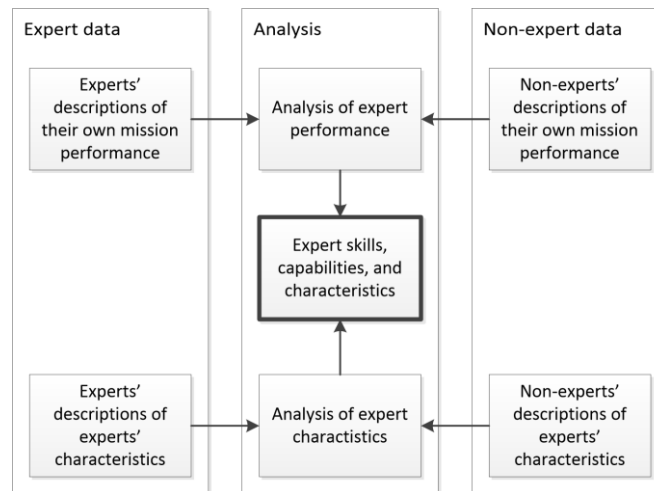 Expert data
Analysis
Non-expert data
Experts’
descriptions of
their own mission
performance
Analysis of expert
performance
Non-experts’
descriptions of
their own mission
performance
Expert skills,
capabilities, and
characteristics
Experts’
descriptions of
experts’
characteristics
Analysis of expert
charactistics
Non-experts’
descriptions of
experts’
characteristics